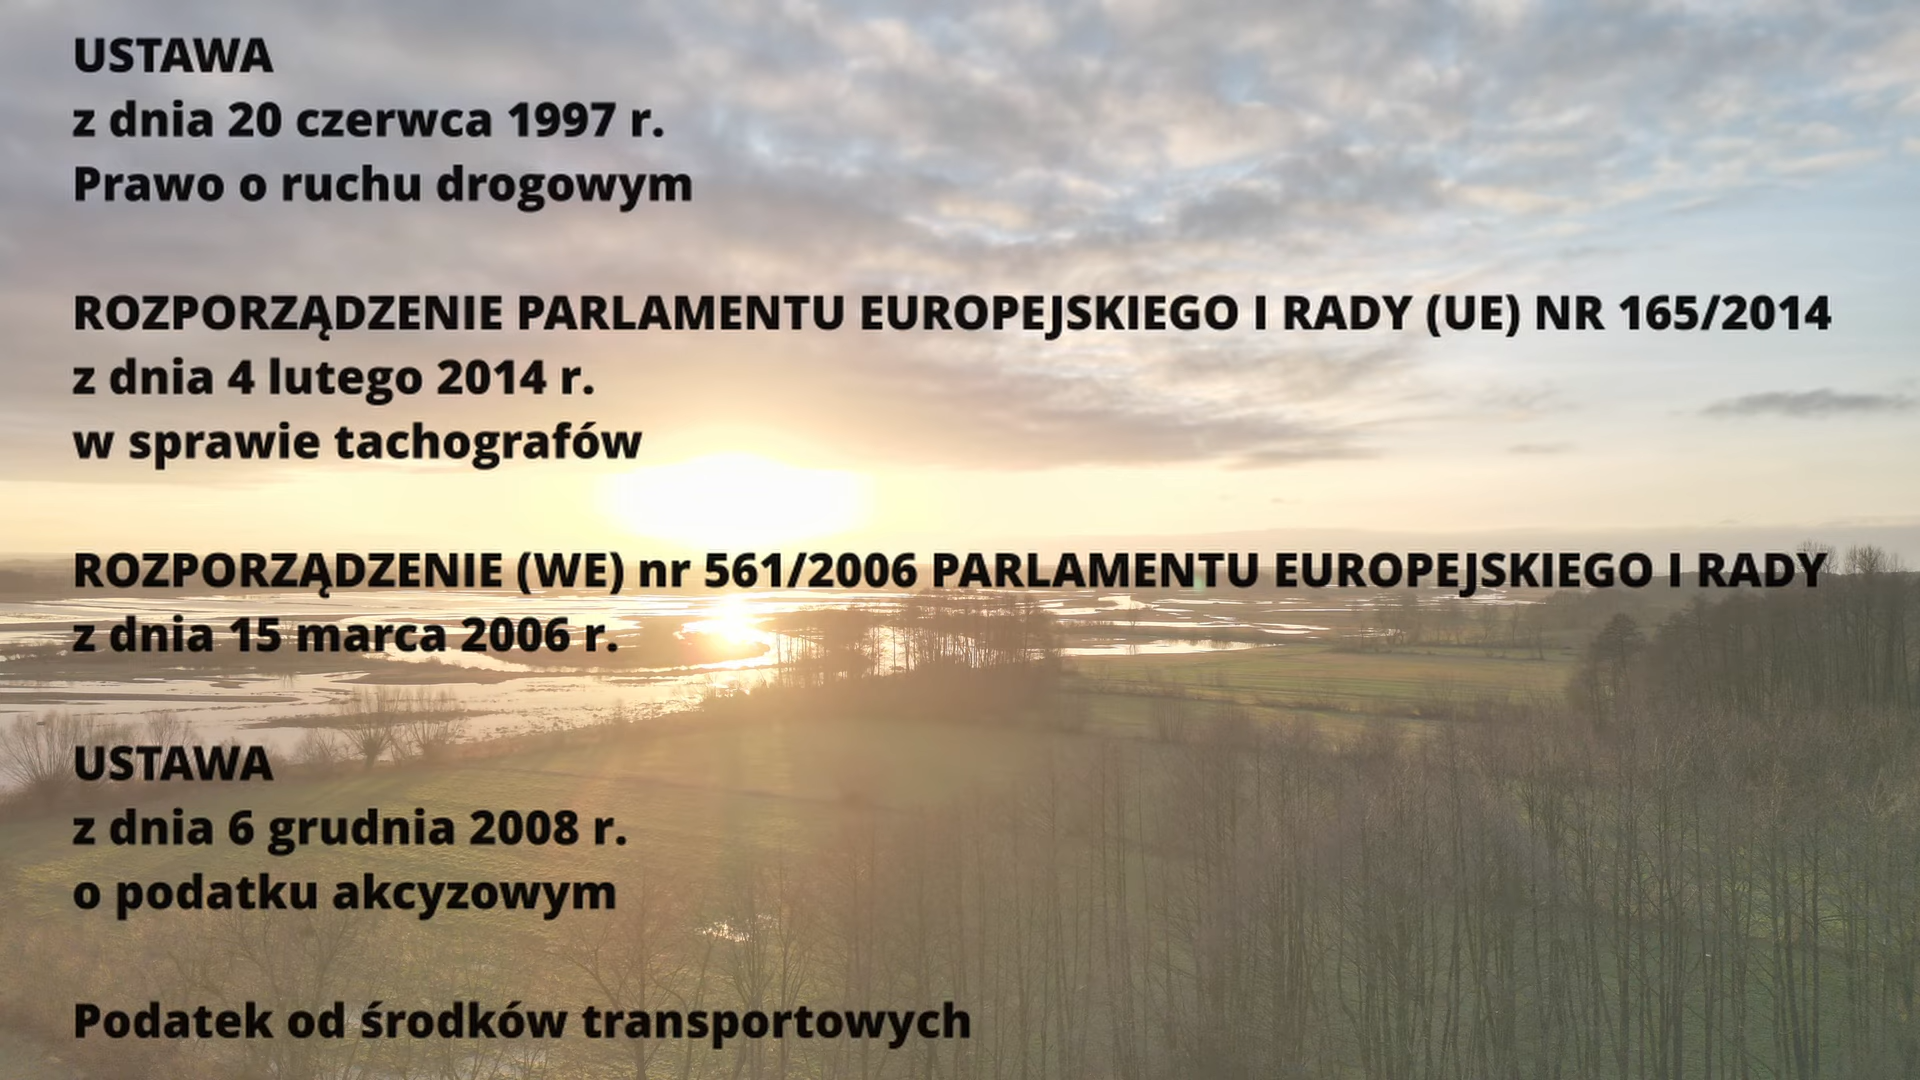 USTAWA
z dnia 20 czerwca 1997 r.
Prawo o ruchu drogowym
ROZPORZĄDZENIE PARLAMENTU EUROPEJSKIEGO I RADY (UE) NR 165/2014
z dnia 4 lutego 2014 r.
w sprawie tachografów
ROZPORZĄDZENIE (WE) nr 561/2006 PARLAMENTU EUROPEJSKIEGO I RADY
z dnia 15 marca 2006 r.
USTAWA
z dnia 6 grudnia 2008 r.
o podatku akcyzowym
Podatek od środków transportowych